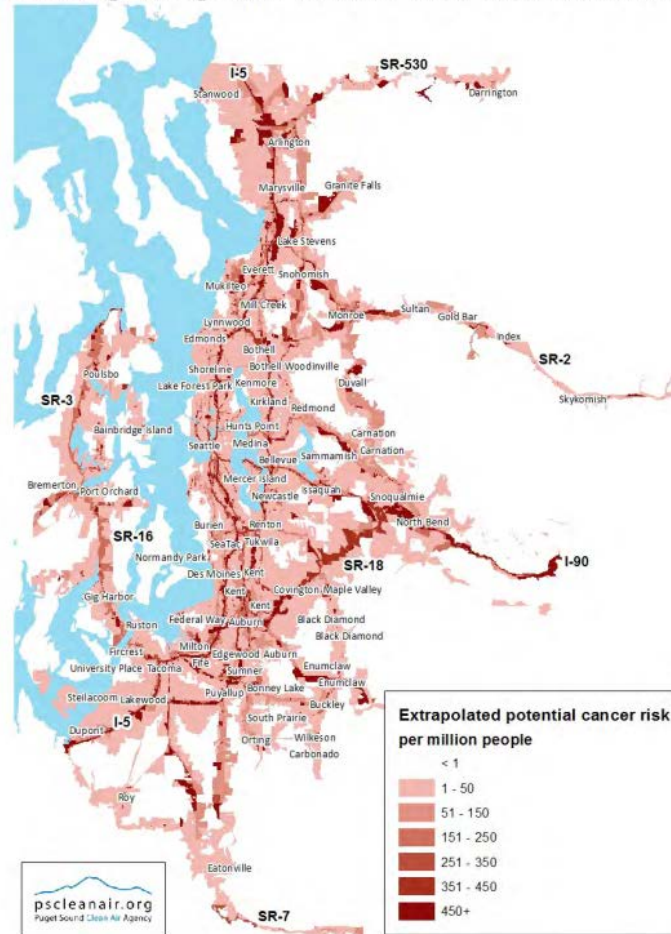 I-5
SR-530
Stanwood
Darrington
Arlington
Marysville
Granite Falls
Lake Stevens
Everett
Snohomish
Mukilteo
Mill Creek
Monroe
Sultan
Gold Bar
Index
Lynnwood
Edmonds
Bothell
SR-2
Shoreline
Bothell Woodinville
Poulsbo
Lake Forest Park
Kenmore
Duvall
Skykomish
SR-3
Kirkland
Redmond
Hunts Point
Bainbridge Island
Carnation
Seattle
Medina
Carnation
Bellevue
Sammamish
Mercer Island
Bremerton
Issaquah
Port Orchard
Newcastle
Snoqualmie
North Bend
Burien
Renton
SR-16
SeaTac
Tukwila
I-90
Normandy Park
SR-18
Des Moines
Kent
Kent
Covington
Maple Valley
Gig Harbor
Kent
Ruston
Federal Way
Auburn
Black Diamond
Black Diamond
Fircrest
Milton
Edgewood
Auburn
University Place
Tacoma
Fife
Enumclaw
Sumner
Enumclaw
Steilacoom
Lakewood
Puyallup
Bonney Lake
Buckley
I-5
South Prairie
Dupont
Orting
Wilkeson
Carbonado
Roy
Eatonville
SR-7
Extrapolated potential cancer risk
per million people
< 1
1 - 50
51 - 150
151 - 250
251 - 350
351 - 450
450+
pscleanair.org
Puget Sound Clean Air Agency